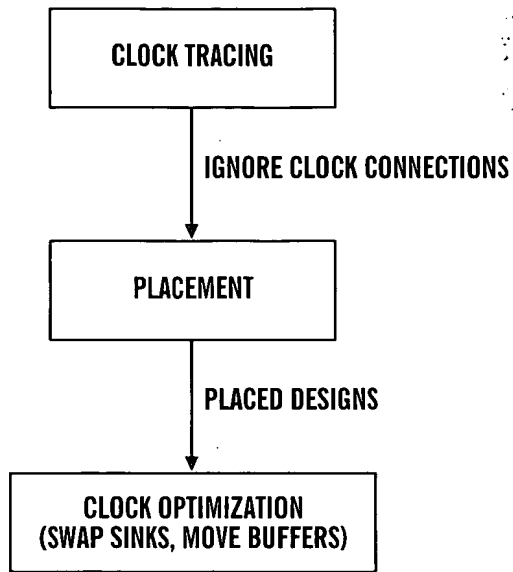 CLOCK TRACING
IGNORE CLOCK CONNECTIONS
PLACEMENT
PLACED DESIGNS
CLOCK OPTIMIZATION
(SWAP SINKS, MOVE BUFFERS)